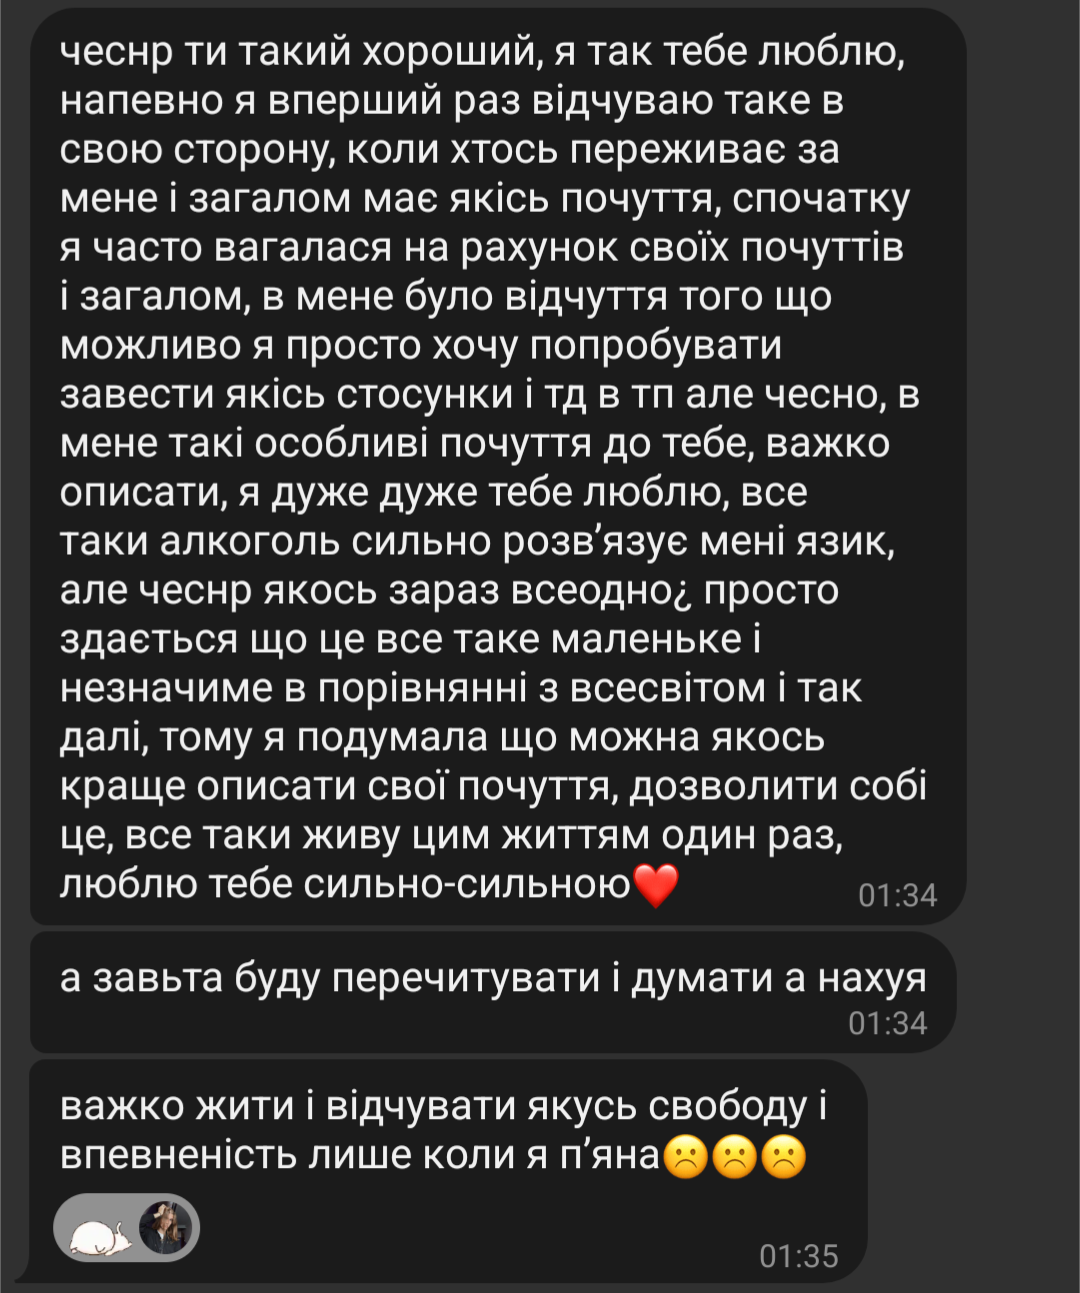 чеснр ти такий хороший, я так тебе люблю,
напевно я вперший раз відчуваю таке в
свою сторону, коли хтось переживає за
мене і загалом має якісь почуття, спочатку
я часто вагалася на рахунок своїх почуттів
і загалом, в мене було відчуття того що
можливо я просто хочу попробувати
завести якісь стосунки і тд в тп але чесно, в
мене такі особливі почуття до тебе, важко
описати, я дуже дуже тебе люблю, все
таки алкоголь сильно розв’язує мені язик,
але чеснр якось зараз всеодно¿ просто
здається що це все таке маленьке і
незначиме в порівнянні з всесвітом і так
далі, тому я подумала що можна якось
краще описати свої почуття, дозволити собі
це, все таки живу цим життям один раз,
люблю тебе сильно-сильною❤️
01:34
а завьта буду перечитувати і думати а нахуя
01:34
важко жити і відчувати якусь свободу і
впевненість лише коли я п’яна☹️☹️☹️
01:35